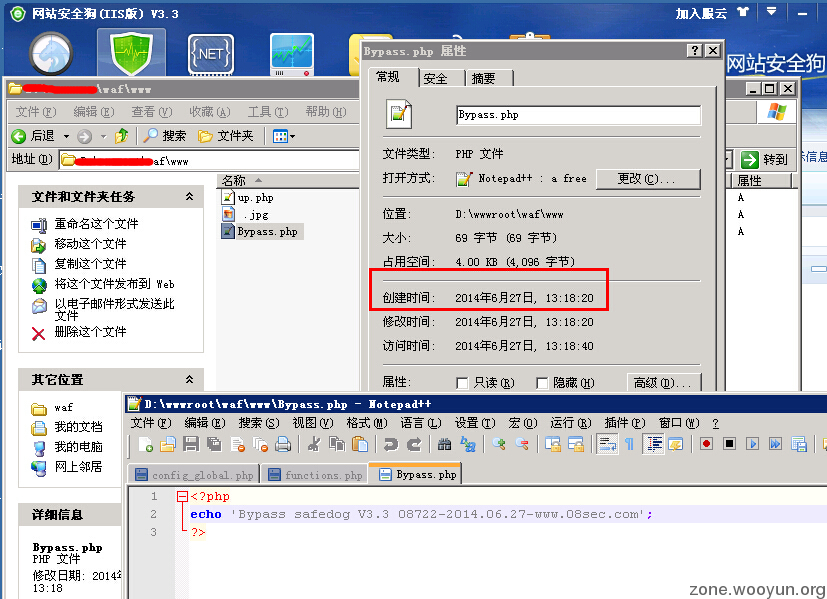 网站安全狗(IIS版) V3.3
加入服云
.NET
网站安全狗
\waf\www
文件(F) 编辑(E) 查看(V) 收藏(A) 工具(T) 帮助(H)
后退 搜索 文件夹
地址(D) af\www
转到
文件和文件夹任务
重命名这个文件
移动这个文件
复制这个文件
将这个文件发布到 Web
以电子邮件形式发送此
文件
删除这个文件
其它位置
waf
我的文档
我的电脑
网上邻居
详细信息
Bypass.php
PHP 文件
修改日期: 2014年
13:18
名称
up.php
.jpg
Bypass.php
属性
A
A
A
Bypass.php 属性
常规 安全 摘要
Bypass.php
文件类型: PHP 文件
打开方式: Notepad++ : a free 更改(C)...
位置: D:\wwwroot\waf\www
大小: 69 字节 (69 字节)
占用空间: 4.00 KB (4,096 字节)
创建时间: 2014年6月27日, 13:18:20
修改时间: 2014年6月27日, 13:18:20
访问时间: 2014年6月27日, 13:18:40
属性: 只读(R) 隐藏(H) 高级(D)...
D:\wwwroot\waf\www\Bypass.php - Notepad++
文件(F) 编辑(E) 搜索(S) 视图(V) 格式(M) 语言(L) 设置(T) 宏(O) 运行(R) 插件(P) 窗口(W) ?
config_global.php functions.php Bypass.php
1 <?php
2 echo 'Bypass safedog V3.3 08722-2014.06.27-www.08sec.com';
3 ?>
zone.wooyun.org